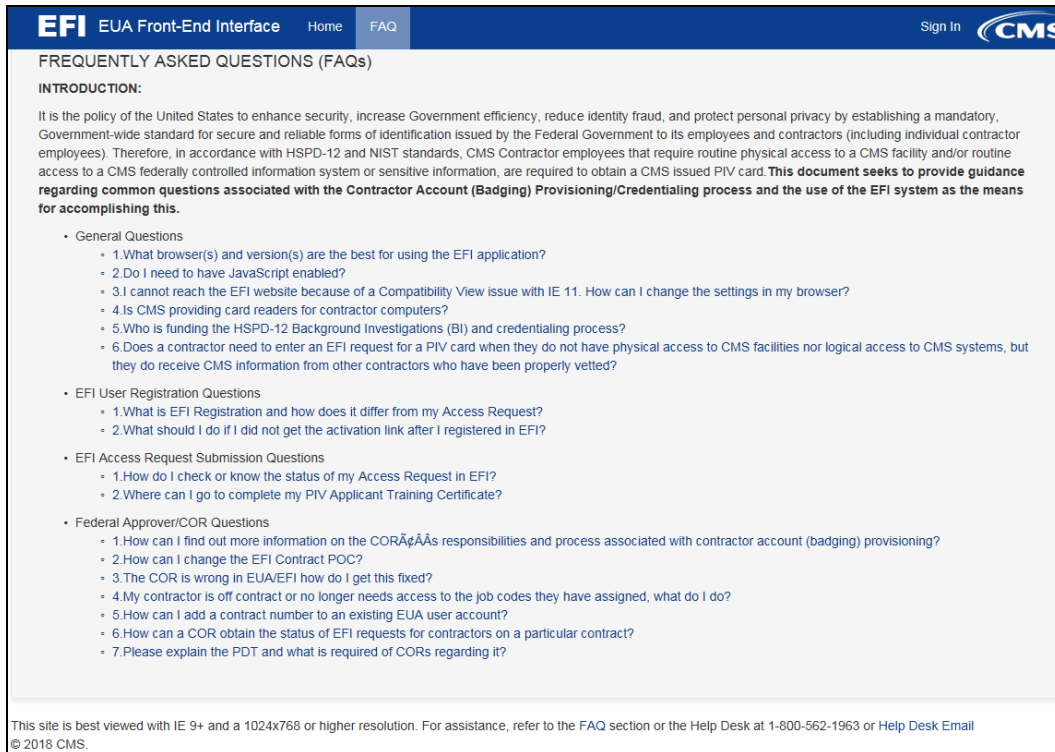 EFI EUA Front-End Interface Home FAQ Sign In CMS
FREQUENTLY ASKED QUESTIONS (FAQs)
INTRODUCTION:
It is the policy of the United States to enhance security, increase Government efficiency, reduce identity fraud, and protect personal privacy by establishing a mandatory,
Government-wide standard for secure and reliable forms of identification issued by the Federal Government to its employees and contractors (including individual contractor
employees). Therefore, in accordance with HSPD-12 and NIST standards, CMS Contractor employees that require routine physical access to a CMS facility and/or routine
access to a CMS federally controlled information system or sensitive information, are required to obtain a CMS issued PIV card.This document seeks to provide guidance
regarding common questions associated with the Contractor Account (Badging) Provisioning/Credentialing process and the use of the EFI system as the means
for accomplishing this.
• General Questions
◦ 1.What browser(s) and version(s) are the best for using the EFI application?
◦ 2.Do I need to have JavaScript enabled?
◦ 3.I cannot reach the EFI website because of a Compatibility View issue with IE 11. How can I change the settings in my browser?
◦ 4.Is CMS providing card readers for contractor computers?
◦ 5.Who is funding the HSPD-12 Background Investigations (BI) and credentialing process?
◦ 6.Does a contractor need to enter an EFI request for a PIV card when they do not have physical access to CMS facilities nor logical access to CMS systems, but
they do receive CMS information from other contractors who have been properly vetted?
• EFI User Registration Questions
◦ 1.What is EFI Registration and how does it differ from my Access Request?
◦ 2.What should I do if I did not get the activation link after I registered in EFI?
• EFI Access Request Submission Questions
◦ 1.How do I check or know the status of my Access Request in EFI?
◦ 2.Where can I go to complete my PIV Applicant Training Certificate?
• Federal Approver/COR Questions
◦ 1.How can I find out more information on the CORÃ¢ÂÂs responsibilities and process associated with contractor account (badging) provisioning?
◦ 2.How can I change the EFI Contract POC?
◦ 3.The COR is wrong in EUA/EFI how do I get this fixed?
◦ 4.My contractor is off contract or no longer needs access to the job codes they have assigned, what do I do?
◦ 5.How can I add a contract number to an existing EUA user account?
◦ 6.How can a COR obtain the status of EFI requests for contractors on a particular contract?
◦ 7.Please explain the PDT and what is required of CORs regarding it?
This site is best viewed with IE 9+ and a 1024x768 or higher resolution. For assistance, refer to the FAQ section or the Help Desk at 1-800-562-1963 or Help Desk Email
© 2018 CMS.